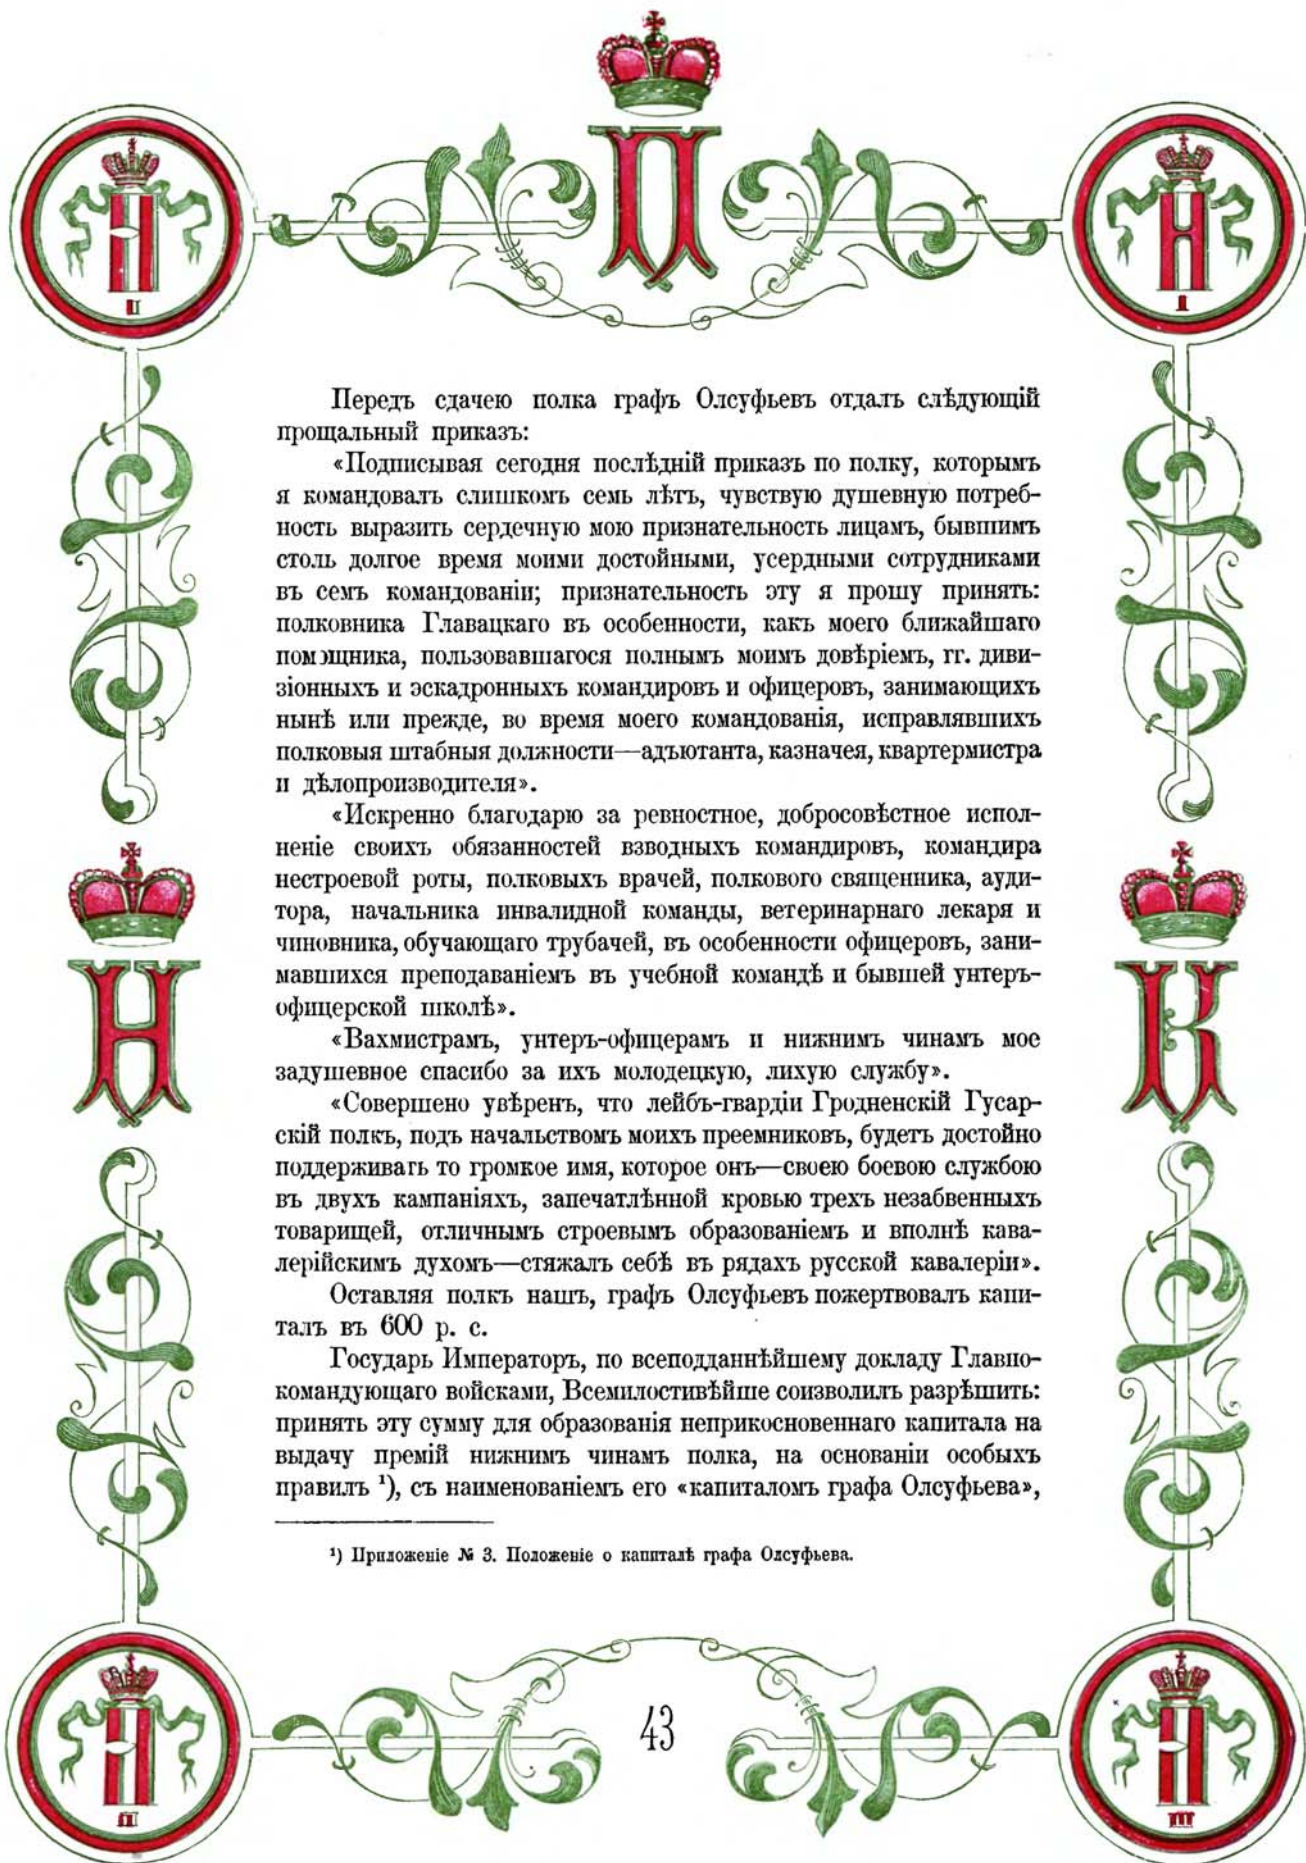 П
II
I
Передъ сдачею полка графъ Олсуфьевъ отдалъ слѣдующій
прощальный приказъ:
«Подписывая сегодня послѣдній приказъ по полку, которымъ
я командовалъ слишкомъ семь лѣтъ, чувствую душевную потреб-
ность выразить сердечную мою признательность лицамъ, бывшимъ
столь долгое время моими достойными, усердными сотрудниками
въ семъ командованіи; признательность эту я прошу принять:
полковника Главацкаго въ особенности, какъ моего ближайшаго
помощника, пользовавшагося полнымъ моимъ довѣріемъ, гг. диви-
зіонныхъ и эскадронныхъ командировъ и офицеровъ, занимающихъ
нынѣ или прежде, во время моего командованія, исправлявшихъ
полковыя штабныя должности—адъютанта, казначея, квартермистра
и дѣлопроизводителя».
«Искренно благодарю за ревностное, добросовѣстное испол-
неніе своихъ обязанностей взводныхъ командировъ, командира
нестроевой роты, полковыхъ врачей, полкового священника, ауди-
тора, начальника инвалидной команды, ветеринарнаго лекаря и
чиновника, обучающаго трубачей, въ особенности офицеровъ, зани-
мавшихся преподаваніемъ въ учебной командѣ и бывшей унтеръ-
офицерской школѣ».
«Вахмистрамъ, унтеръ-офицерамъ и нижнимъ чинамъ мое
задушевное спасибо за ихъ молодецкую, лихую службу».
«Совершено увѣренъ, что лейбъ-гвардіи Гродненскій Гусар-
скій полкъ, подъ начальствомъ моихъ преемниковъ, будетъ достойно
поддерживать то громкое имя, которое онъ—своею боевою службою
въ двухъ кампаніяхъ, запечатлѣнной кровью трехъ незабвенныхъ
товарищей, отличнымъ строевымъ образованіемъ и вполнѣ кава-
лерійскимъ духомъ—стяжалъ себѣ въ рядахъ русской кавалеріи».
Оставляя полкъ нашъ, графъ Олсуфьевъ пожертвовалъ капи-
талъ въ 600 р. с.
Государь Императоръ, по всеподданнѣйшему докладу Главно-
командующаго войсками, Всемилостивѣйше соизволилъ разрѣшить:
принять эту сумму для образованія неприкосновеннаго капитала на
выдачу премій нижнимъ чинамъ полка, на основаніи особыхъ
правилъ ¹), съ наименованіемъ его «капиталомъ графа Олсуфьева»,
¹) Приложеніе № 3. Положеніе о капиталѣ графа Олсуфьева.
Н
К
43
III